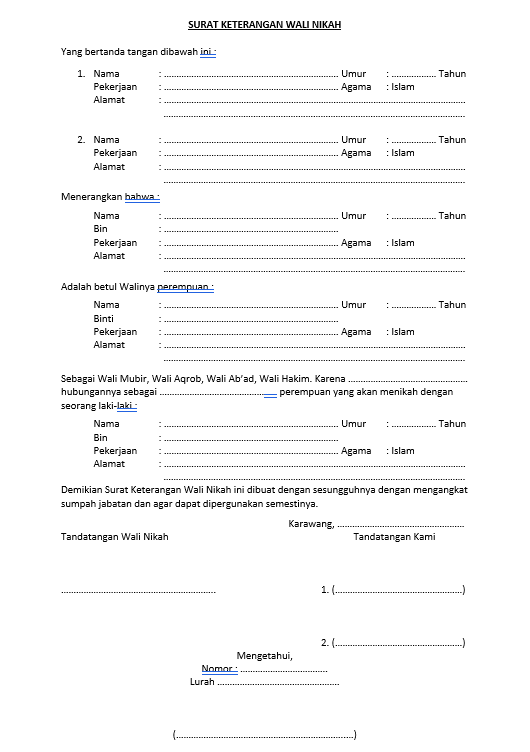 SURAT KETERANGAN WALI NIKAH
Yang bertanda tangan dibawah ini :
1. Nama : ........................................................... Umur : ................ Tahun
Pekerjaan : ........................................................... Agama : Islam
Alamat : ......................................................................................................
......................................................................................................
2. Nama : ........................................................... Umur : ................ Tahun
Pekerjaan : ........................................................... Agama : Islam
Alamat : ......................................................................................................
......................................................................................................
Menerangkan bahwa :
Nama : ........................................................... Umur : ................ Tahun
Bin : ...........................................................
Pekerjaan : ........................................................... Agama : Islam
Alamat : ......................................................................................................
......................................................................................................
Adalah betul Walinya perempuan :
Nama : ........................................................... Umur : ................ Tahun
Binti : ...........................................................
Pekerjaan : ........................................................... Agama : Islam
Alamat : ......................................................................................................
......................................................................................................
Sebagai Wali Mubir, Wali Aqrob, Wali Ab'ad, Wali Hakim. Karena ........................................
hubungannya sebagai ....................................... perempuan yang akan menikah dengan
seorang laki-laki :
Nama : ........................................................... Umur : ................ Tahun
Bin : ...........................................................
Pekerjaan : ........................................................... Agama : Islam
Alamat : ......................................................................................................
......................................................................................................
Demikian Surat Keterangan Wali Nikah ini dibuat dengan sesungguhnya dengan mengangkat
sumpah jabatan dan agar dapat dipergunakan semestinya.
Karawang, ...........................................
Tandatangan Wali Nikah Tandatangan Kami
.................................................... 1. (...........................................)
2. (...........................................)
Mengetahui,
Nomor : ..............................
Lurah .........................................
(............................................................)